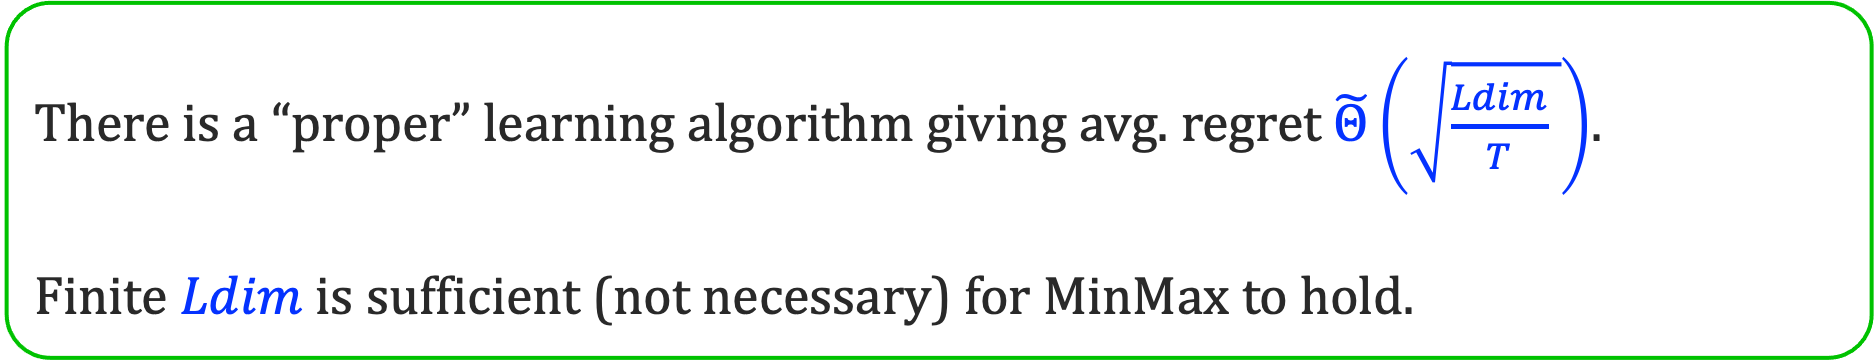 There is a “proper” learning algorithm giving avg. regret Θ̃(√(Ldim/T)).
Finite Ldim is sufficient (not necessary) for MinMax to hold.